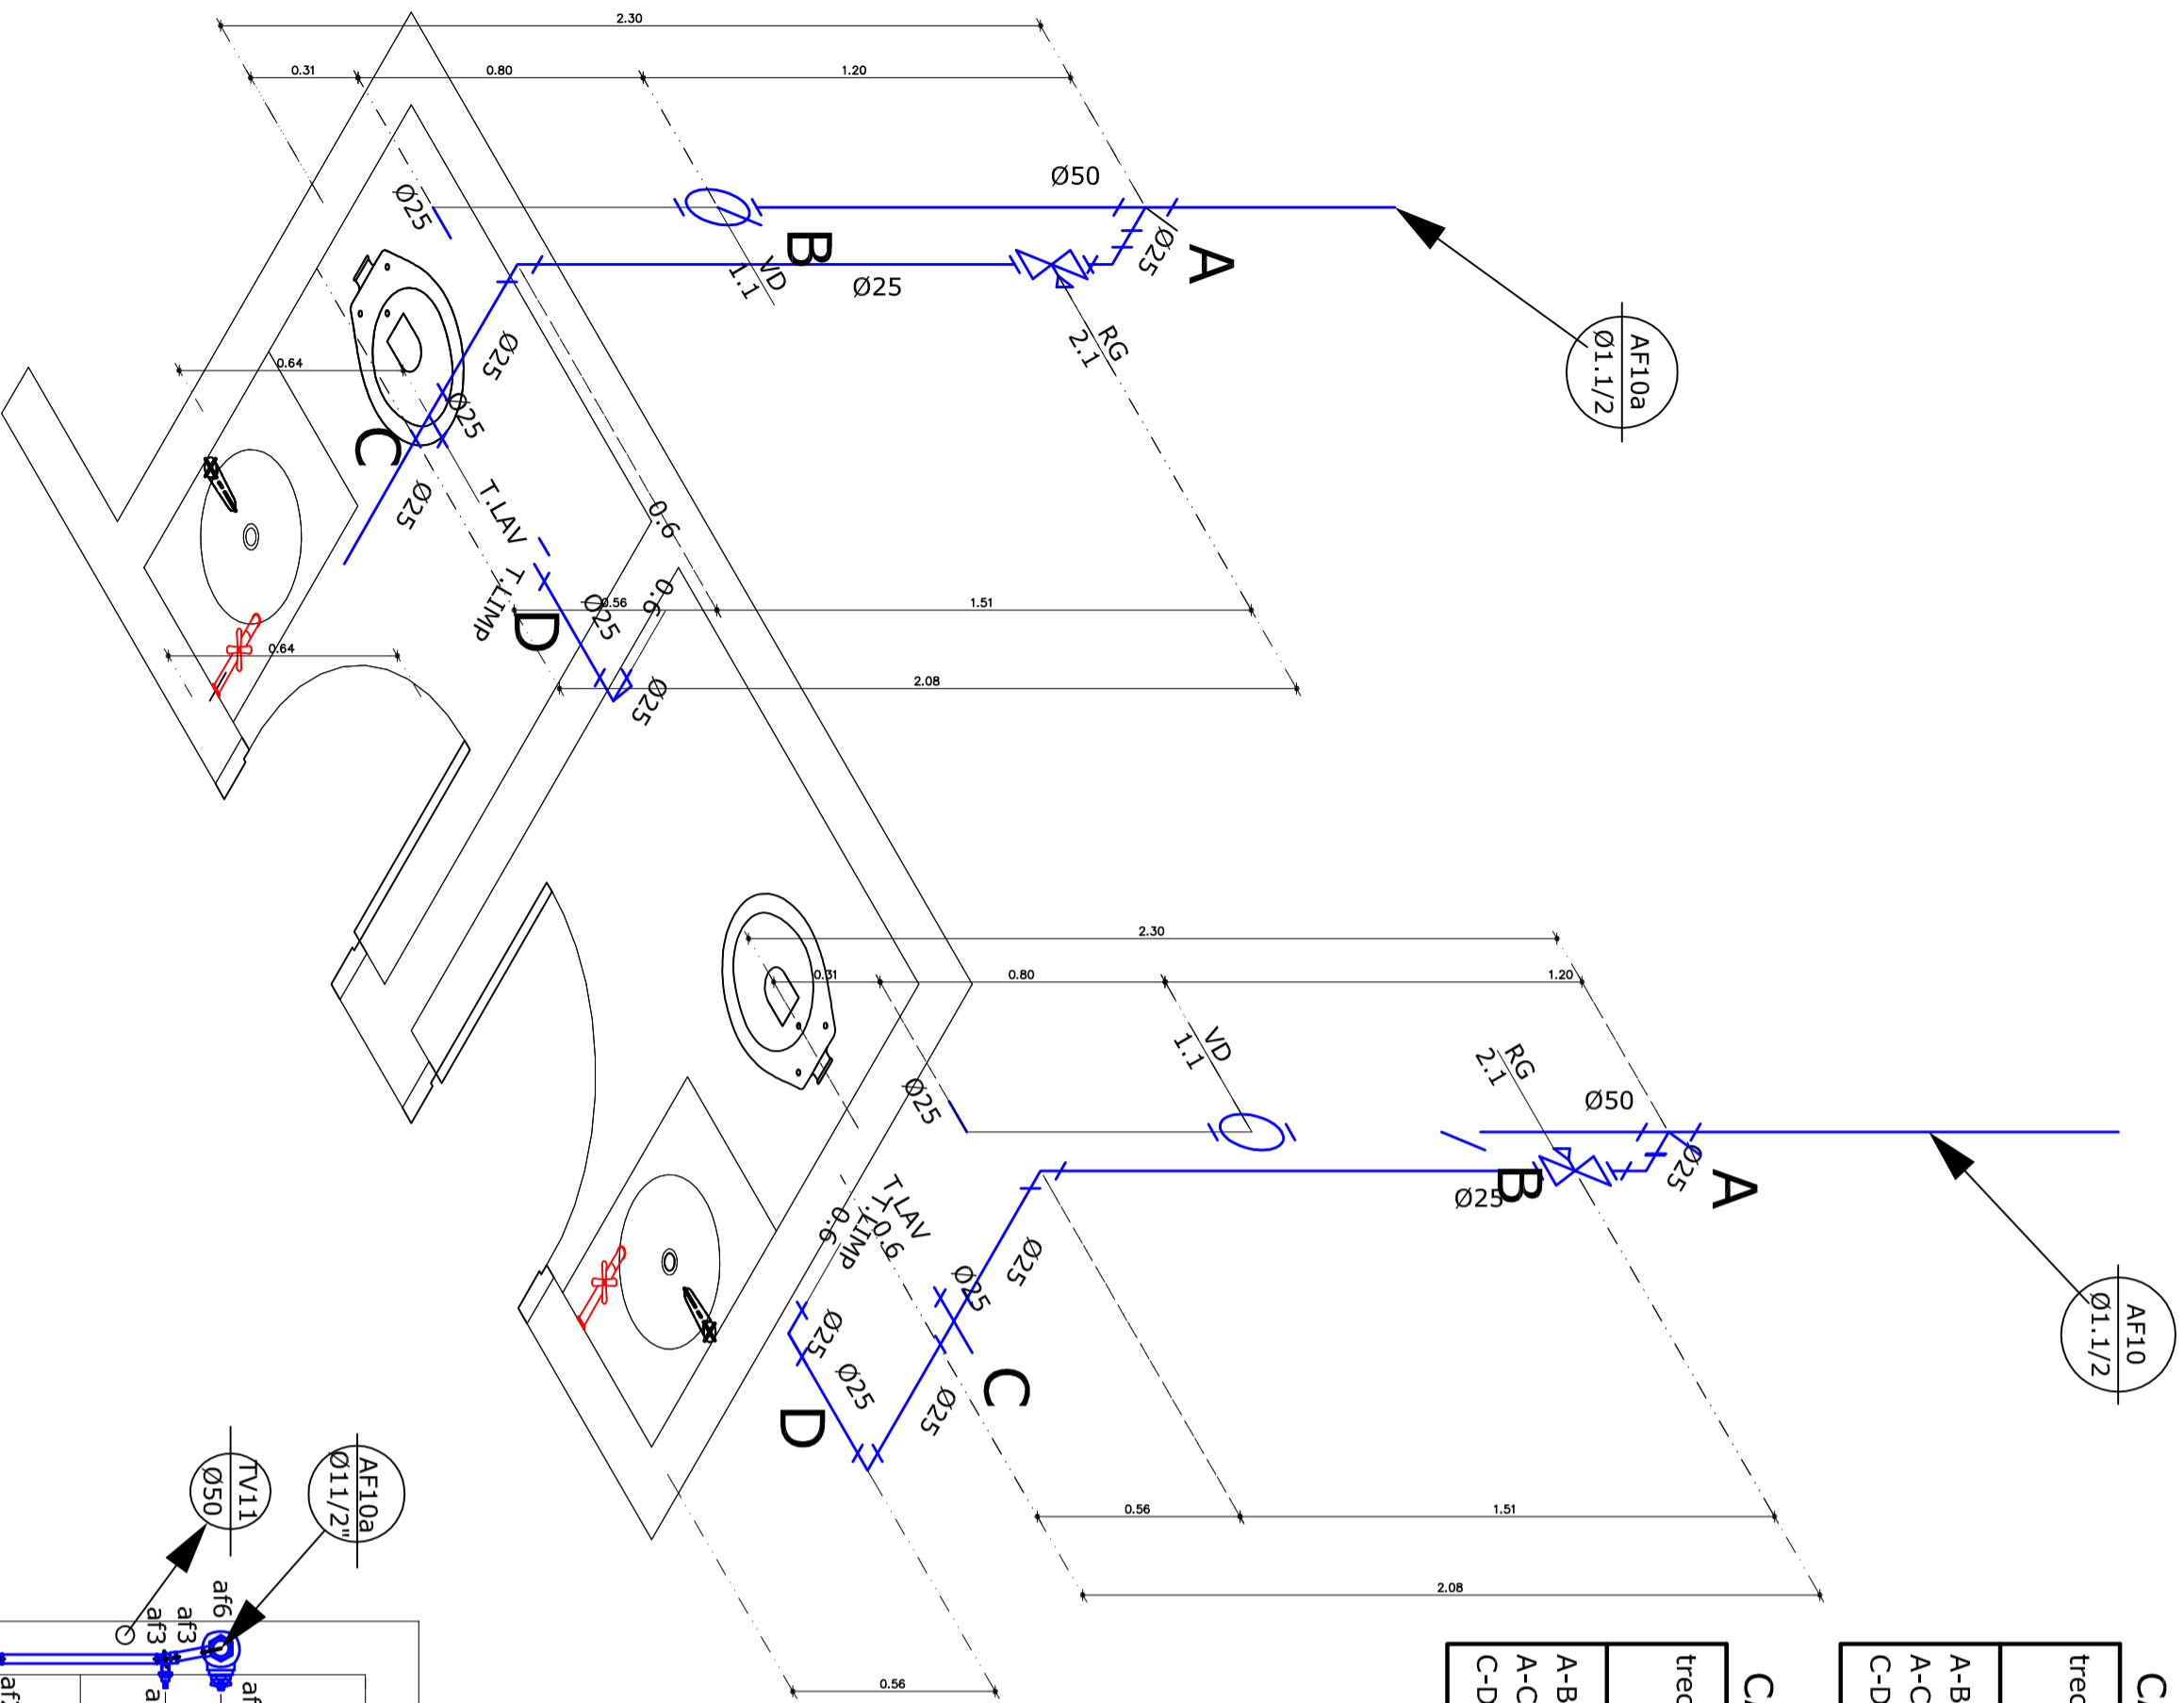 2.30
0.31
0.80
1.20
Ø50
Ø25
A
Ø25
B
VD
1.1
Ø25
RG
2.1
AF10a
Ø1.1/2
0.64
Ø25
Ø25
C
Ø25
T.LAV
0.6
T.LIMP
0.6
D
Ø25
0.56
1.51
Ø25
2.08
0.64
2.30
0.31
0.80
1.20
VD
1.1
RG
2.1
Ø50
Ø25
A
B
Ø25
Ø25
T.LAV
0.6
T.LIMP
0.6
Ø25
Ø25
Ø25
Ø25
Ø25
C
D
AF10
Ø1.1/2
0.56
1.51
2.08
0.56
TV11
Ø50
AF10a
Ø11/2"
af6
af3
af3
trec
A-B
A-C
C-D
trec
A-B
A-C
C-D